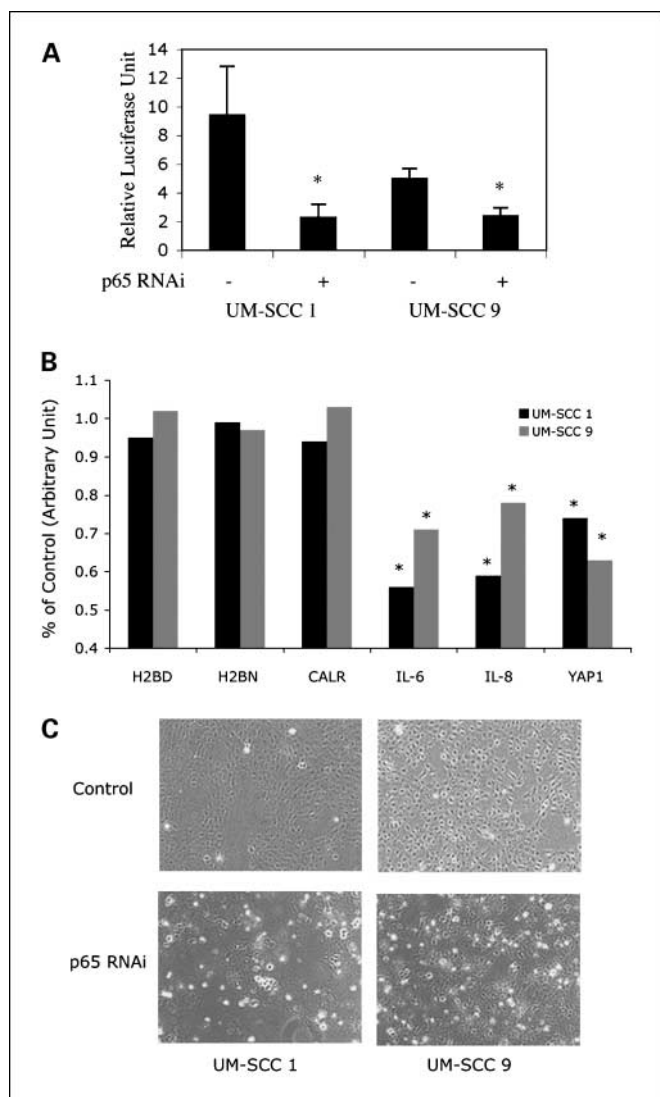 A
Relative Luciferase Unit
14
12
10
8
6
4
2
0
p65 RNAi - + - +
UM-SCC 1 UM-SCC 9
* *
B
% of Control (Arbitrary Unit)
1.1
1.0
0.9
0.8
0.7
0.6
0.5
0.4
UM-SCC 1
UM-SCC 9
* * * * * *
H2BD H2BN CALR IL-6 IL-8 YAP1
C
Control
p65 RNAi
UM-SCC 1 UM-SCC 9